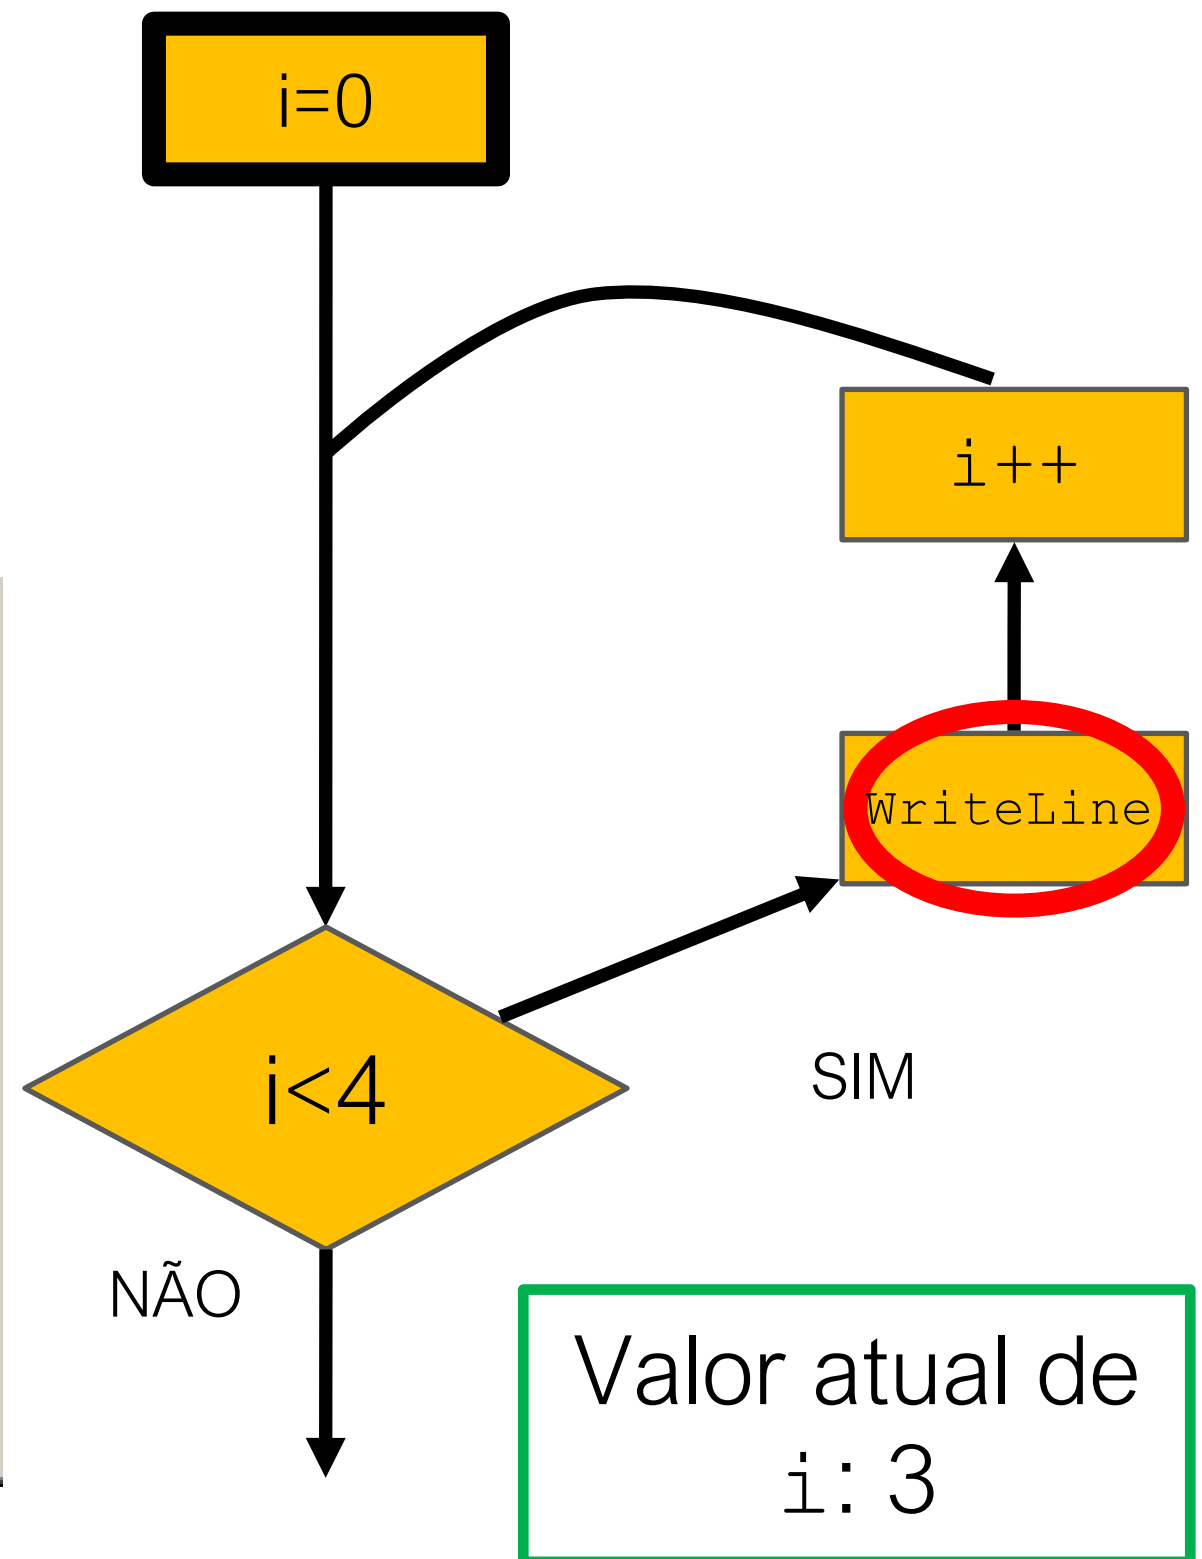 i=0
i++
WriteLine
i<4
SIM
NÃO
Valor atual de
i: 3